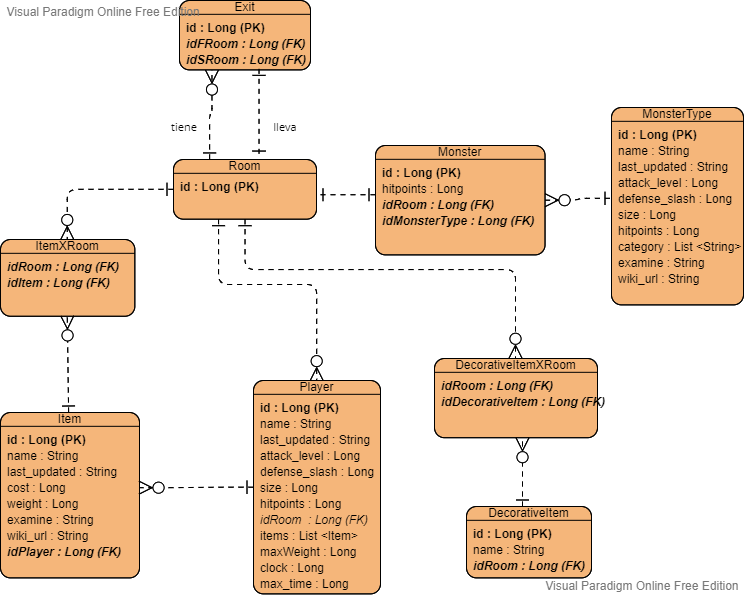 Visual Paradigm Online Free Edition
Exit
id : Long (PK)
idFRoom : Long (FK)
idSRoom : Long (FK)
tiene
lleva
Room
id : Long (PK)
Monster
id : Long (PK)
hitpoints : Long
idRoom : Long (FK)
idMonsterType : Long (FK)
MonsterType
id : Long (PK)
name : String
last_updated : String
attack_level : Long
defense_slash : Long
size : Long
hitpoints : Long
category : List <String>
examine : String
wiki_url : String
ItemXRoom
idRoom : Long (FK)
idItem : Long (FK)
Item
id : Long (PK)
name : String
last_updated : String
cost : Long
weight : Long
examine : String
wiki_url : String
idPlayer : Long (FK)
Player
id : Long (PK)
name : String
last_updated : String
attack_level : Long
defense_slash : Long
size : Long
hitpoints : Long
idRoom : Long (FK)
items : List <Item>
maxWeight : Long
clock : Long
max_time : Long
DecorativeItemXRoom
idRoom : Long (FK)
idDecorativeItem : Long (FK)
DecorativeItem
id : Long (PK)
name : String
idRoom : Long (FK)
Visual Paradigm Online Free Edition